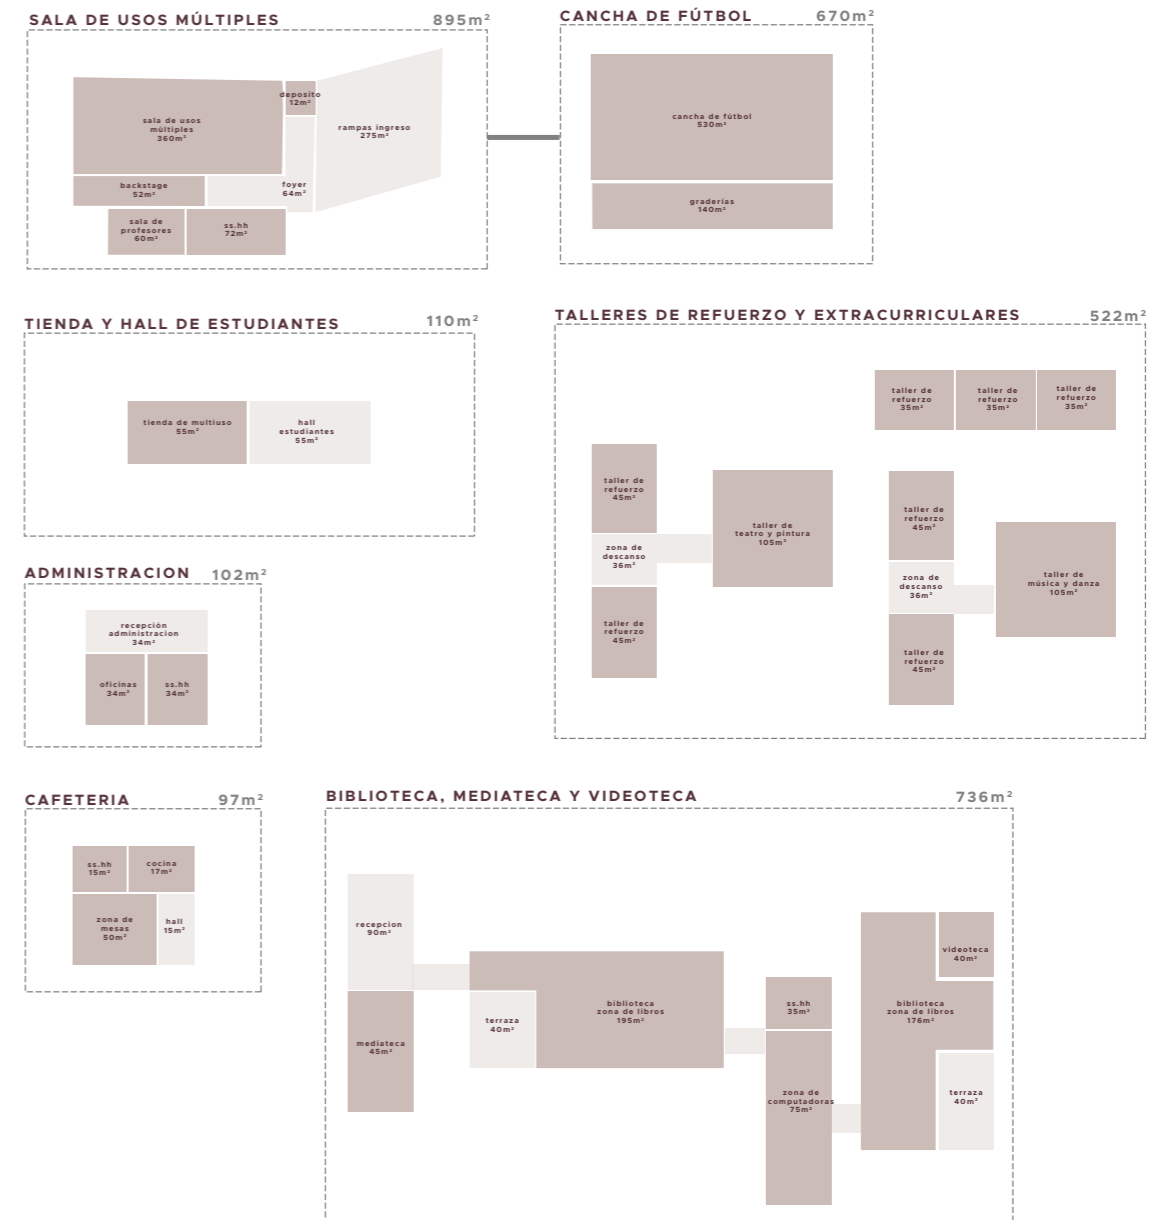 SALA DE USOS MÚLTIPLES 895m²
sala de usos
múltiples
360m²
deposito
12m²
rampas ingreso
275m²
backstage
52m²
foyer
64m²
sala de
profesores
60m²
ss.hh
72m²
CANCHA DE FÚTBOL 670m²
cancha de fútbol
530m²
graderías
140m²
TIENDA Y HALL DE ESTUDIANTES 110m²
tienda de multiuso
55m²
hall
estudiantes
55m²
TALLERES DE REFUERZO Y EXTRACURRICULARES 522m²
taller de
refuerzo
35m²
taller de
refuerzo
35m²
taller de
refuerzo
35m²
taller de
refuerzo
45m²
zona de
descanso
36m²
taller de
refuerzo
45m²
taller de
teatro y pintura
105m²
taller de
refuerzo
45m²
zona de
descanso
36m²
taller de
refuerzo
45m²
taller de
música y danza
105m²
ADMINISTRACION 102m²
recepción
administracion
34m²
oficinas
34m²
ss.hh
34m²
CAFETERIA 97m²
ss.hh
15m²
cocina
17m²
zona de
mesas
50m²
hall
15m²
BIBLIOTECA, MEDIATECA Y VIDEOTECA 736m²
recepcion
90m²
mediateca
45m²
terraza
40m²
biblioteca
zona de libros
195m²
ss.hh
35m²
zona de
computadoras
75m²
biblioteca
zona de libros
176m²
videoteca
40m²
terraza
40m²